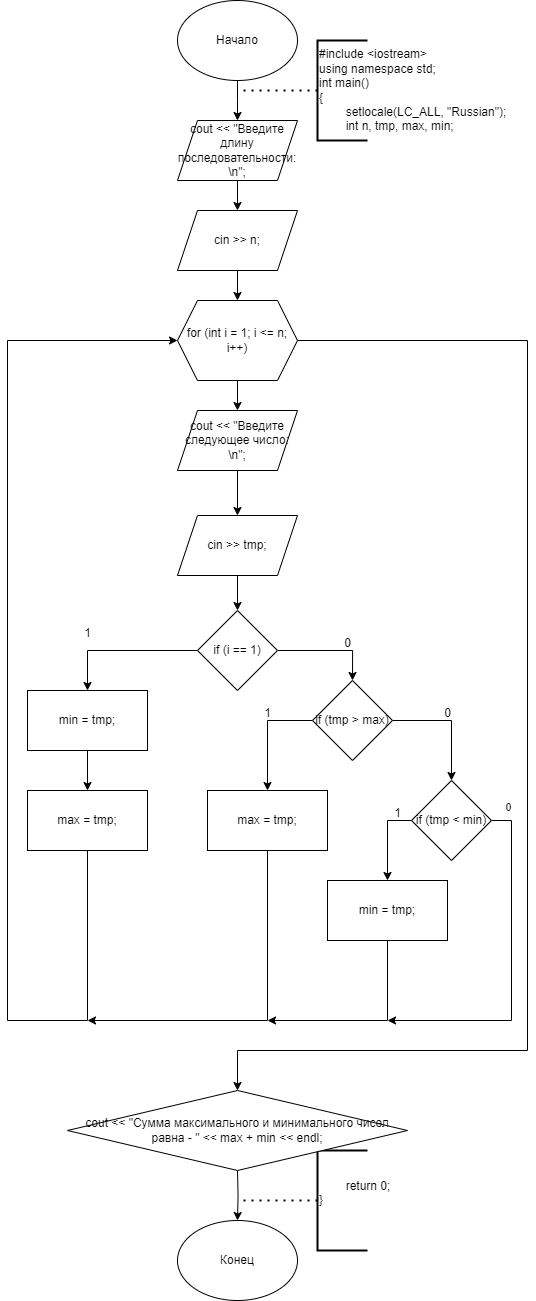 Начало
#include <iostream>
using namespace std;
int main()
{
setlocale(LC_ALL, "Russian");
int n, tmp, max, min;
cout << "Введите
длину
последовательности:
\n";
cin >> n;
for (int i = 1; i <= n;
i++)
cout << "Введите
следующее число:
\n";
cin >> tmp;
if (i == 1)
1
0
min = tmp;
max = tmp;
if (tmp > max)
1
0
max = tmp;
if (tmp < min)
1
0
min = tmp;
cout << "Сумма максимального и минимального чисел
равна - " << max + min << endl;
return 0;
}
Конец